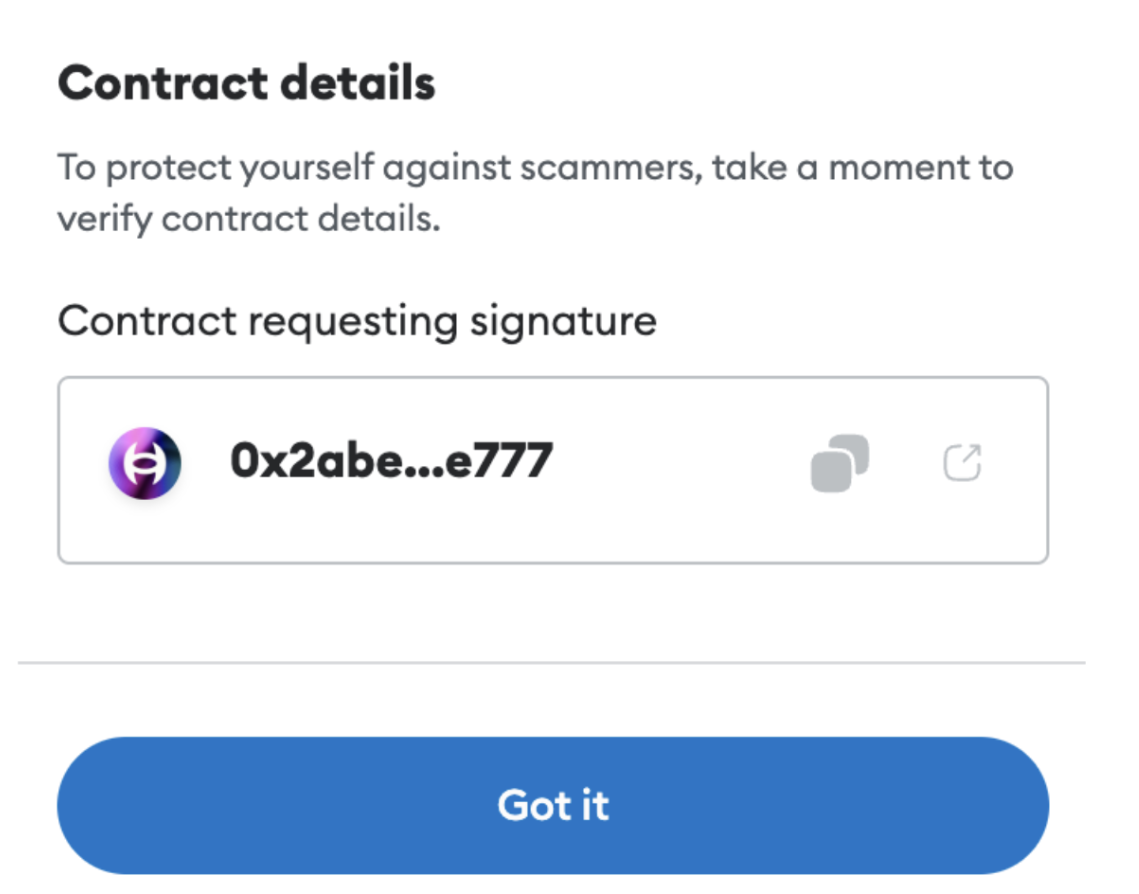 Contract details
To protect yourself against scammers, take a moment to
verify contract details.
Contract requesting signature
0x2abe...e777
Got it